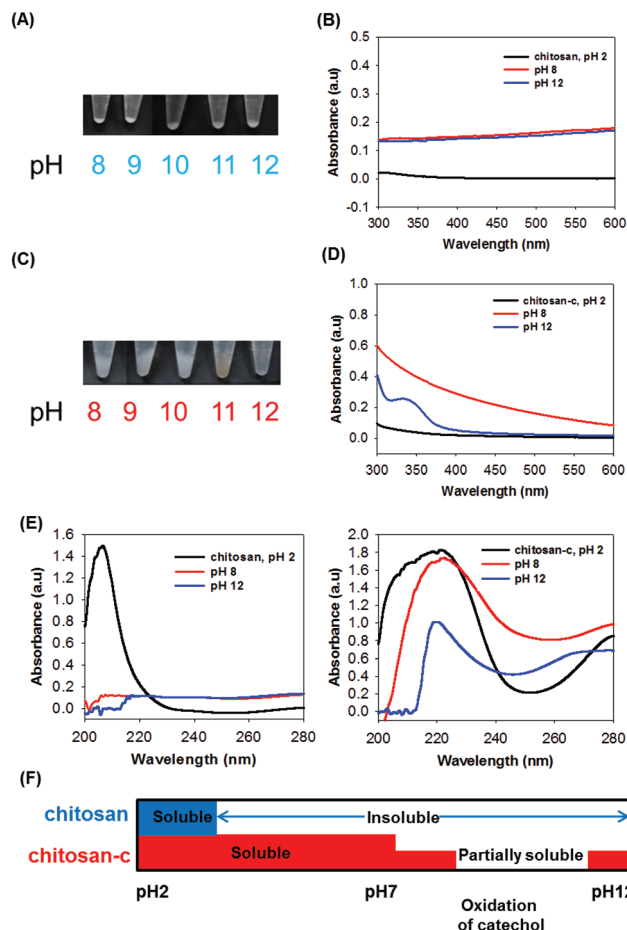 (A)
pH 8 9 10 11 12
(B)
Absorbance (a.u)
0.5
0.4
0.3
0.2
0.1
0.0
-0.1
chitosan, pH 2
pH 8
pH 12
300 350 400 450 500 550 600
Wavelength (nm)
(C)
pH 8 9 10 11 12
(D)
Absorbance (a.u)
1.0
0.8
0.6
0.4
0.2
0.0
chitosan-c, pH 2
pH 8
pH 12
300 350 400 450 500 550 600
Wavelength (nm)
(E)
Absorbance (a.u)
1.6
1.4
1.2
1.0
0.8
0.6
0.4
0.2
0.0
chitosan, pH 2
pH 8
pH 12
200 220 240 260 280
Wavelength (nm)
Absorbance (a.u)
2.0
1.8
1.6
1.4
1.2
1.0
0.8
0.6
0.4
0.2
0.0
chitosan-c, pH 2
pH 8
pH 12
200 220 240 260 280
Wavelength (nm)
(F)
chitosan Soluble Insoluble
chitosan-c Soluble Partially soluble
pH2 pH7 pH12
Oxidation
of catechol